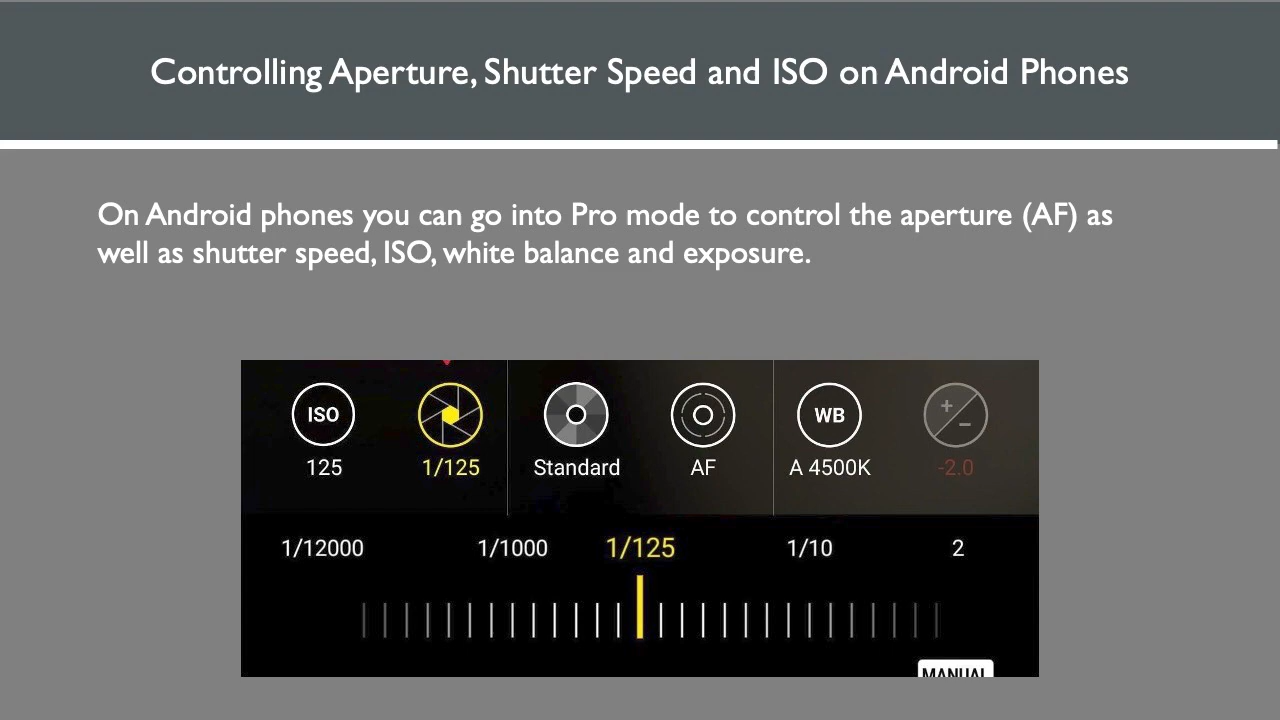 Controlling Aperture, Shutter Speed and ISO on Android Phones
On Android phones you can go into Pro mode to control the aperture (AF) as
well as shutter speed, ISO, white balance and exposure.
ISO WB + -
125 1/125 Standard AF A 4500K -2.0
1/12000 1/1000 1/125 1/10 2
MANUAL